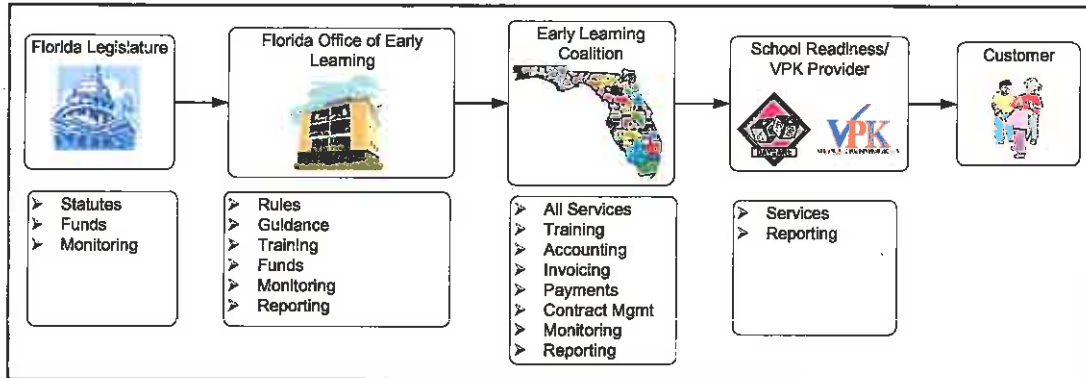 Florida Legislature
Florida Office of Early
Learning
Early Learning
Coalition
School Readiness/
VPK Provider
Customer
DAYCARE
VPK
➤ Statutes
➤ Funds
➤ Monitoring
➤ Rules
➤ Guidance
➤ Training
➤ Funds
➤ Monitoring
➤ Reporting
➤ All Services
➤ Training
➤ Accounting
➤ Invoicing
➤ Payments
➤ Contract Mgmt
➤ Monitoring
➤ Reporting
➤ Services
➤ Reporting